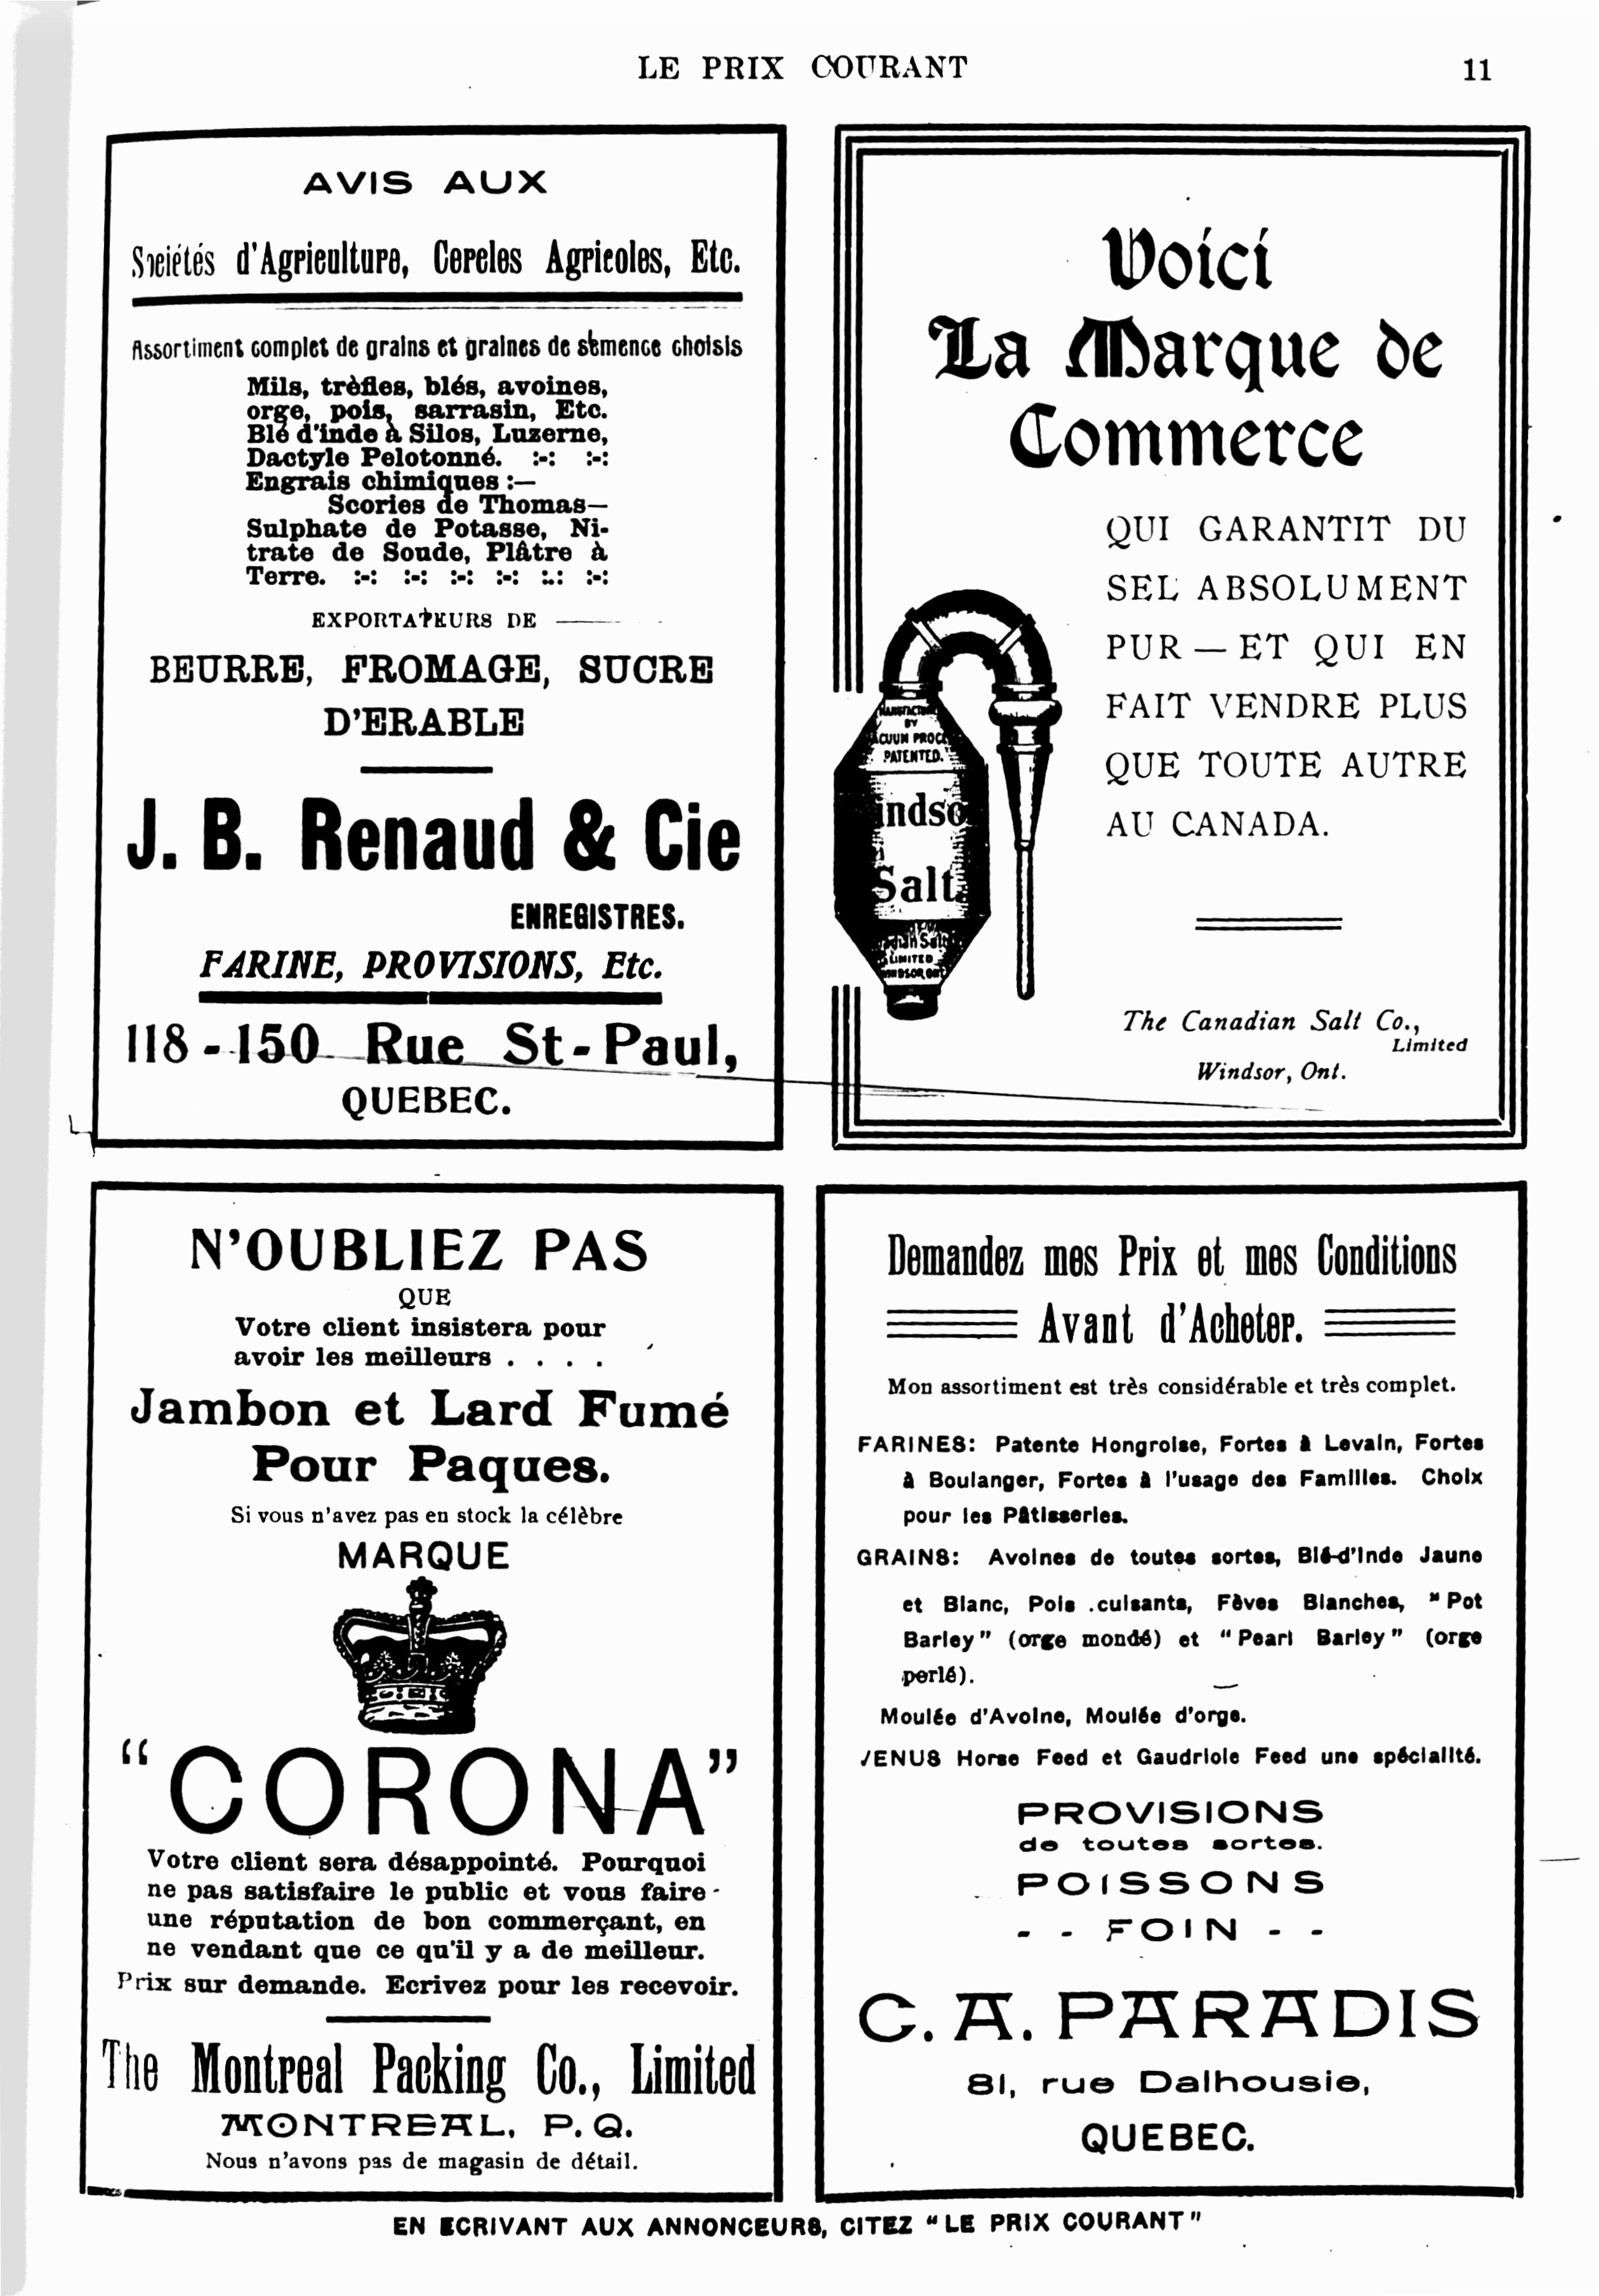 LE PRIX COURANT
11
AVIS AUX
Sociétés d'Agriculture, Cercles Agricoles, Etc.
Assortiment complet de grains et graines de semence choisis
Mils, trèfles, blés, avoines,
orge, pois, sarrasin, Etc.
Blé d'inde à Silos, Luzerne,
Dactyle Pelotonné. :-: :-:
Engrais chimiques :—
Scories de Thomas—
Sulphate de Potasse, Ni-
trate de Soude, Plâtre à
Terre. :-: :-: :-: :-: :-: :-:
EXPORTATEURS DE
BEURRE, FROMAGE, SUCRE
D'ERABLE
J. B. Renaud & Cie
ENREGISTRES.
FARINE, PROVISIONS, Etc.
118-150 Rue St-Paul,
QUEBEC.
Voici
La Marque de
Commerce
QUI GARANTIT DU
SEL ABSOLUMENT
PUR — ET QUI EN
FAIT VENDRE PLUS
QUE TOUTE AUTRE
AU CANADA.
BY
PATENTED.
Salt
LIMITED
The Canadian Salt Co.,
Limited
Windsor, Ont.
N'OUBLIEZ PAS
QUE
Votre client insistera pour
avoir les meilleurs . . . .
Jambon et Lard Fumé
Pour Paques.
Si vous n'avez pas en stock la célèbre
MARQUE
"CORONA"
Votre client sera désappointé. Pourquoi
ne pas satisfaire le public et vous faire
une réputation de bon commerçant, en
ne vendant que ce qu'il y a de meilleur.
Prix sur demande. Ecrivez pour les recevoir.
The Montreal Packing Co., Limited
MONTREAL, P. Q.
Nous n'avons pas de magasin de détail.
Demandez mes Prix et mes Conditions
Avant d'Acheter.
Mon assortiment est très considérable et très complet.
FARINES: Patente Hongroise, Fortes à Levain, Fortes
à Boulanger, Fortes à l'usage des Familles. Choix
pour les Pâtisseries.
GRAINS: Avoines de toutes sortes, Blé-d'Inde Jaune
et Blanc, Pois cuisants, Fèves Blanches, "Pot
Barley" (orge mondé) et "Pearl Barley" (orge
perlé).
Moulée d'Avoine, Moulée d'orge.
VENUS Horse Feed et Gaudriole Feed une spécialité.
PROVISIONS
de toutes sortes.
POISSONS
- - FOIN - -
C. A. PARADIS
81, rue Dalhousie,
QUEBEC.
EN ECRIVANT AUX ANNONCEURS, CITEZ "LE PRIX COURANT"